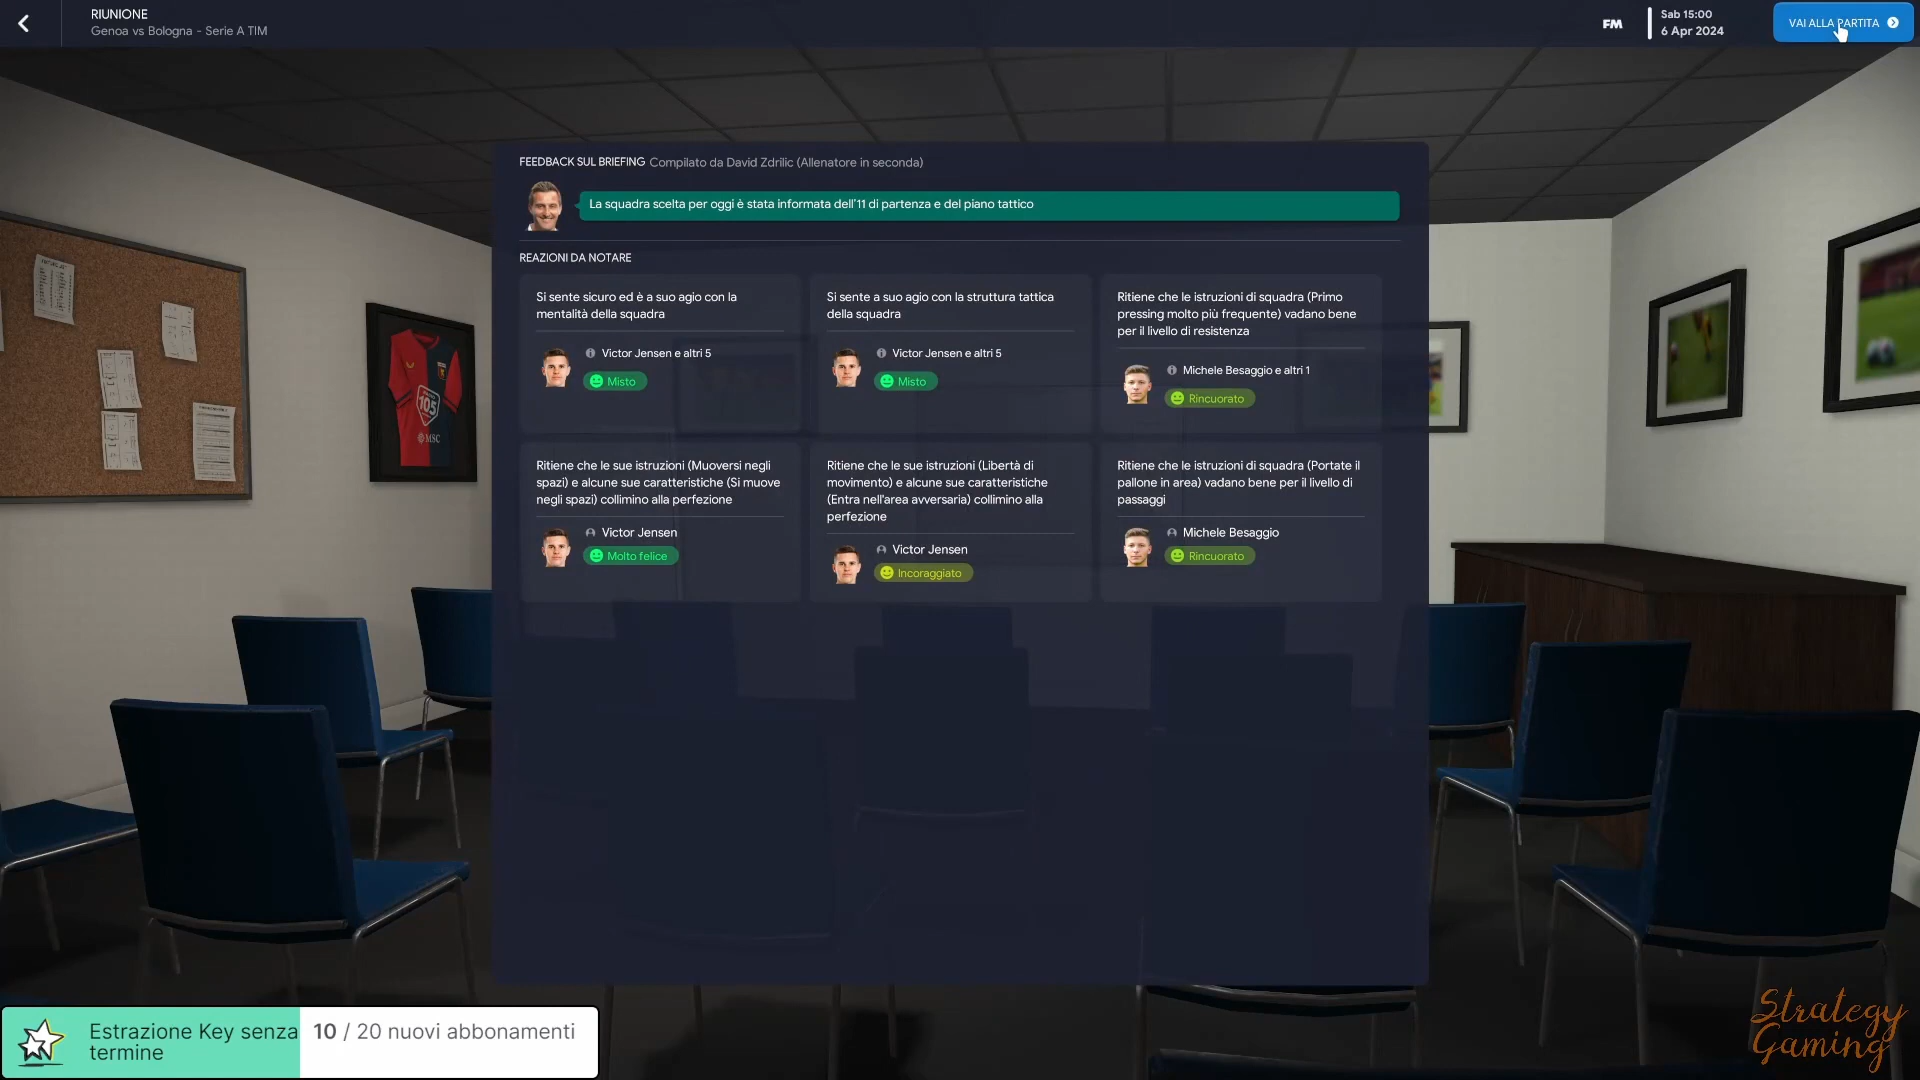 RIUNIONE
Genoa vs Bologna - Serie A TIM
FM
Sab 15:00
6 Apr 2024
VAI ALLA PARTITA
FEEDBACK SUL BRIEFING Compilato da David Zdrilic (Allenatore in seconda)
La squadra scelta per oggi è stata informata dell'11 di partenza e del piano tattico
REAZIONI DA NOTARE
Si sente sicuro ed è a suo agio con la
mentalità della squadra
Victor Jensen e altri 5
Misto
Si sente a suo agio con la struttura tattica
della squadra
Victor Jensen e altri 5
Misto
Ritiene che le istruzioni di squadra (Primo
pressing molto più frequente) vadano bene
per il livello di resistenza
Michele Besaggio e altri 1
Rincuorato
Ritiene che le sue istruzioni (Muoversi negli
spazi) e alcune sue caratteristiche (Si muove
negli spazi) collimino alla perfezione
Victor Jensen
Molto felice
Ritiene che le sue istruzioni (Libertà di
movimento) e alcune sue caratteristiche
(Entra nell'area avversaria) collimino alla
perfezione
Victor Jensen
Incoraggiato
Ritiene che le istruzioni di squadra (Portate il
pallone in area) vadano bene per il livello di
passaggi
Michele Besaggio
Rincuorato
105
MSC
Estrazione Key senza
termine
10 / 20 nuovi abbonamenti
Strategy
Gaming